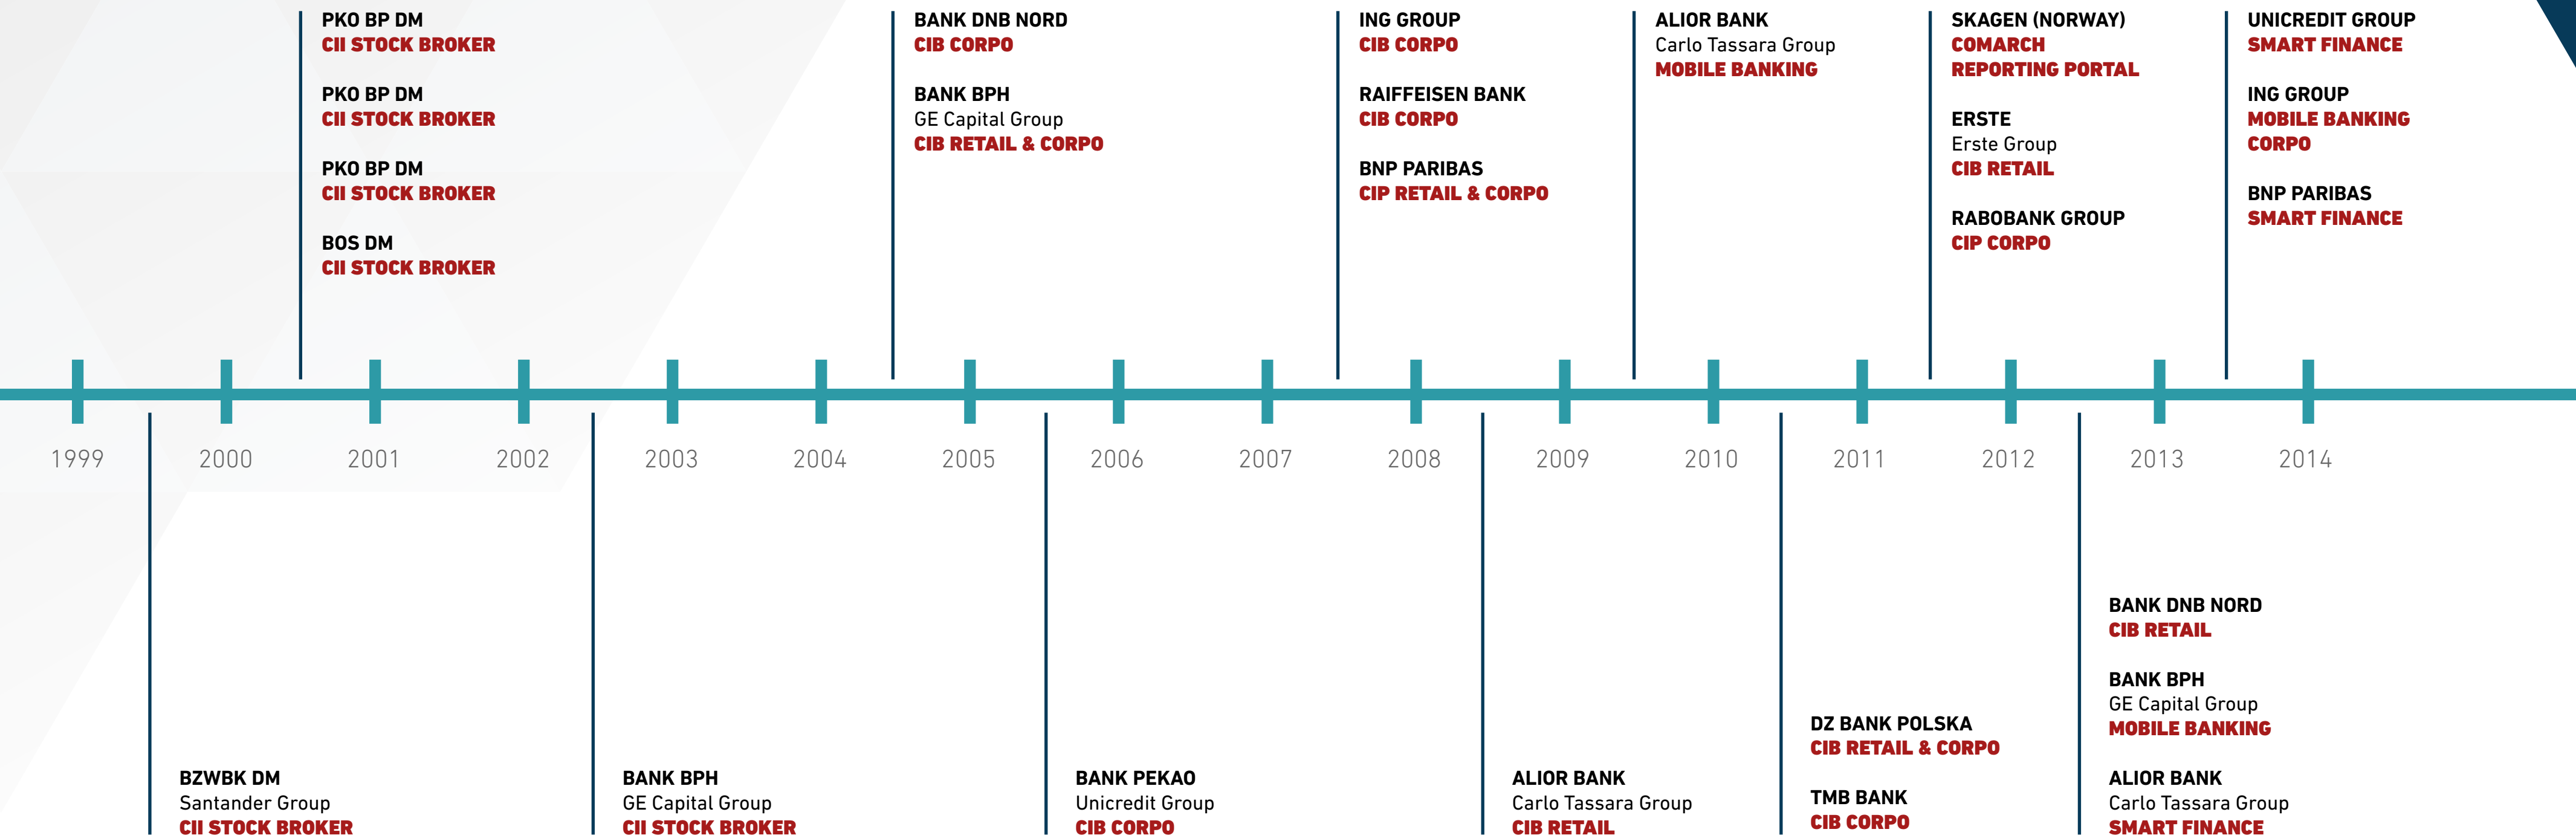 PKO BP DM
CII STOCK BROKER
PKO BP DM
CII STOCK BROKER
PKO BP DM
CII STOCK BROKER
BOS DM
CII STOCK BROKER
BANK DNB NORD
CIB CORPO
BANK BPH
GE Capital Group
CIB RETAIL & CORPO
ING GROUP
CIB CORPO
RAIFFEISEN BANK
CIB CORPO
BNP PARIBAS
CIP RETAIL & CORPO
ALIOR BANK
Carlo Tassara Group
MOBILE BANKING
SKAGEN (NORWAY)
COMARCH
REPORTING PORTAL
ERSTE
Erste Group
CIB RETAIL
RABOBANK GROUP
CIP CORPO
UNICREDIT GROUP
SMART FINANCE
ING GROUP
MOBILE BANKING
CORPO
BNP PARIBAS
SMART FINANCE
1999 2000 2001 2002 2003 2004 2005 2006 2007 2008 2009 2010 2011 2012 2013 2014
BZWBK DM
Santander Group
CII STOCK BROKER
BANK BPH
GE Capital Group
CII STOCK BROKER
BANK PEKAO
Unicredit Group
CIB CORPO
ALIOR BANK
Carlo Tassara Group
CIB RETAIL
DZ BANK POLSKA
CIB RETAIL & CORPO
TMB BANK
CIB CORPO
BANK DNB NORD
CIB RETAIL
BANK BPH
GE Capital Group
MOBILE BANKING
ALIOR BANK
Carlo Tassara Group
SMART FINANCE